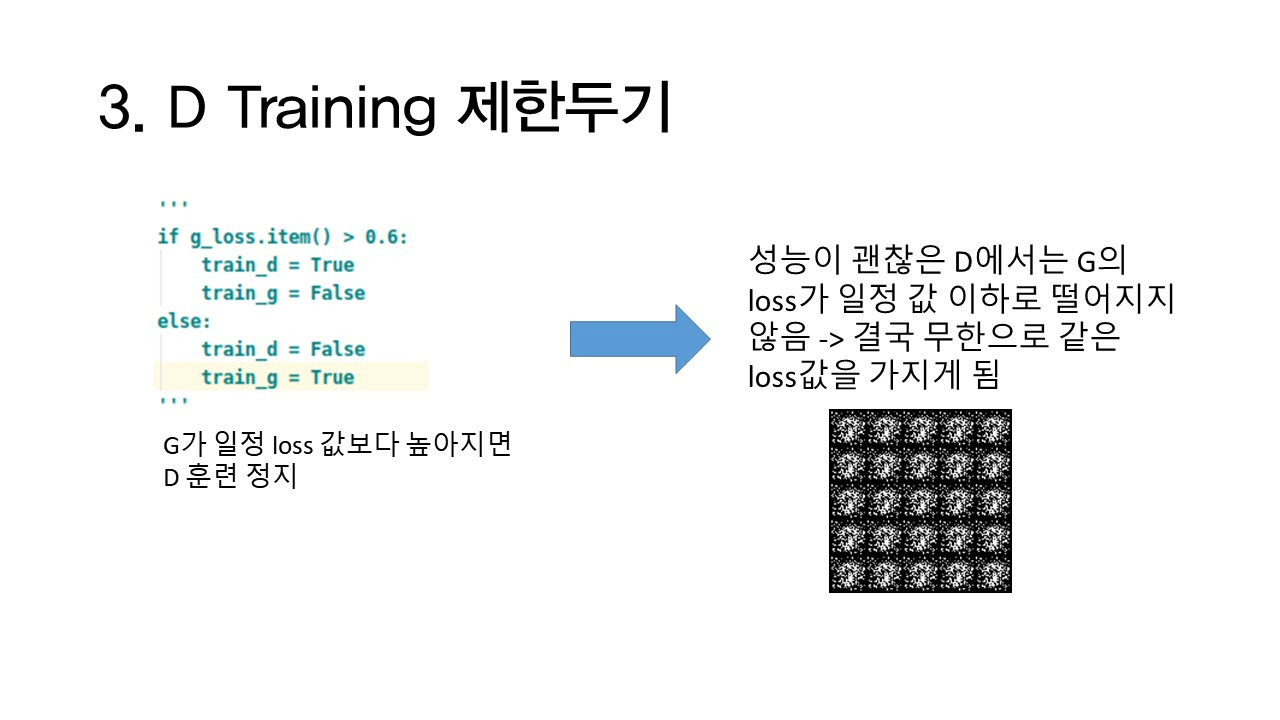 3. D Training 제한두기
'''
if g_loss.item() > 0.6:
    train_d = True
    train_g = False
else:
    train_d = False
    train_g = True
'''
G가 일정 loss 값보다 높아지면
D 훈련 정지
성능이 괜찮은 D에서는 G의
loss가 일정 값 이하로 떨어지지
않음 -> 결국 무한으로 같은
loss값을 가지게 됨